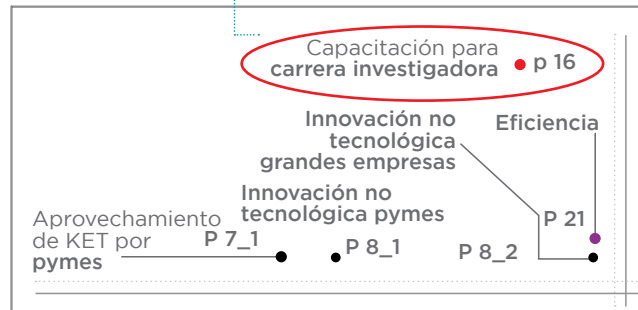 Capacitación para
carrera investigadora
p 16
Innovación no
tecnológica
grandes empresas
Eficiencia
Innovación no
tecnológica pymes
Aprovechamiento
de KET por
pymes
P 7_1
P 8_1
P 8_2
P 21